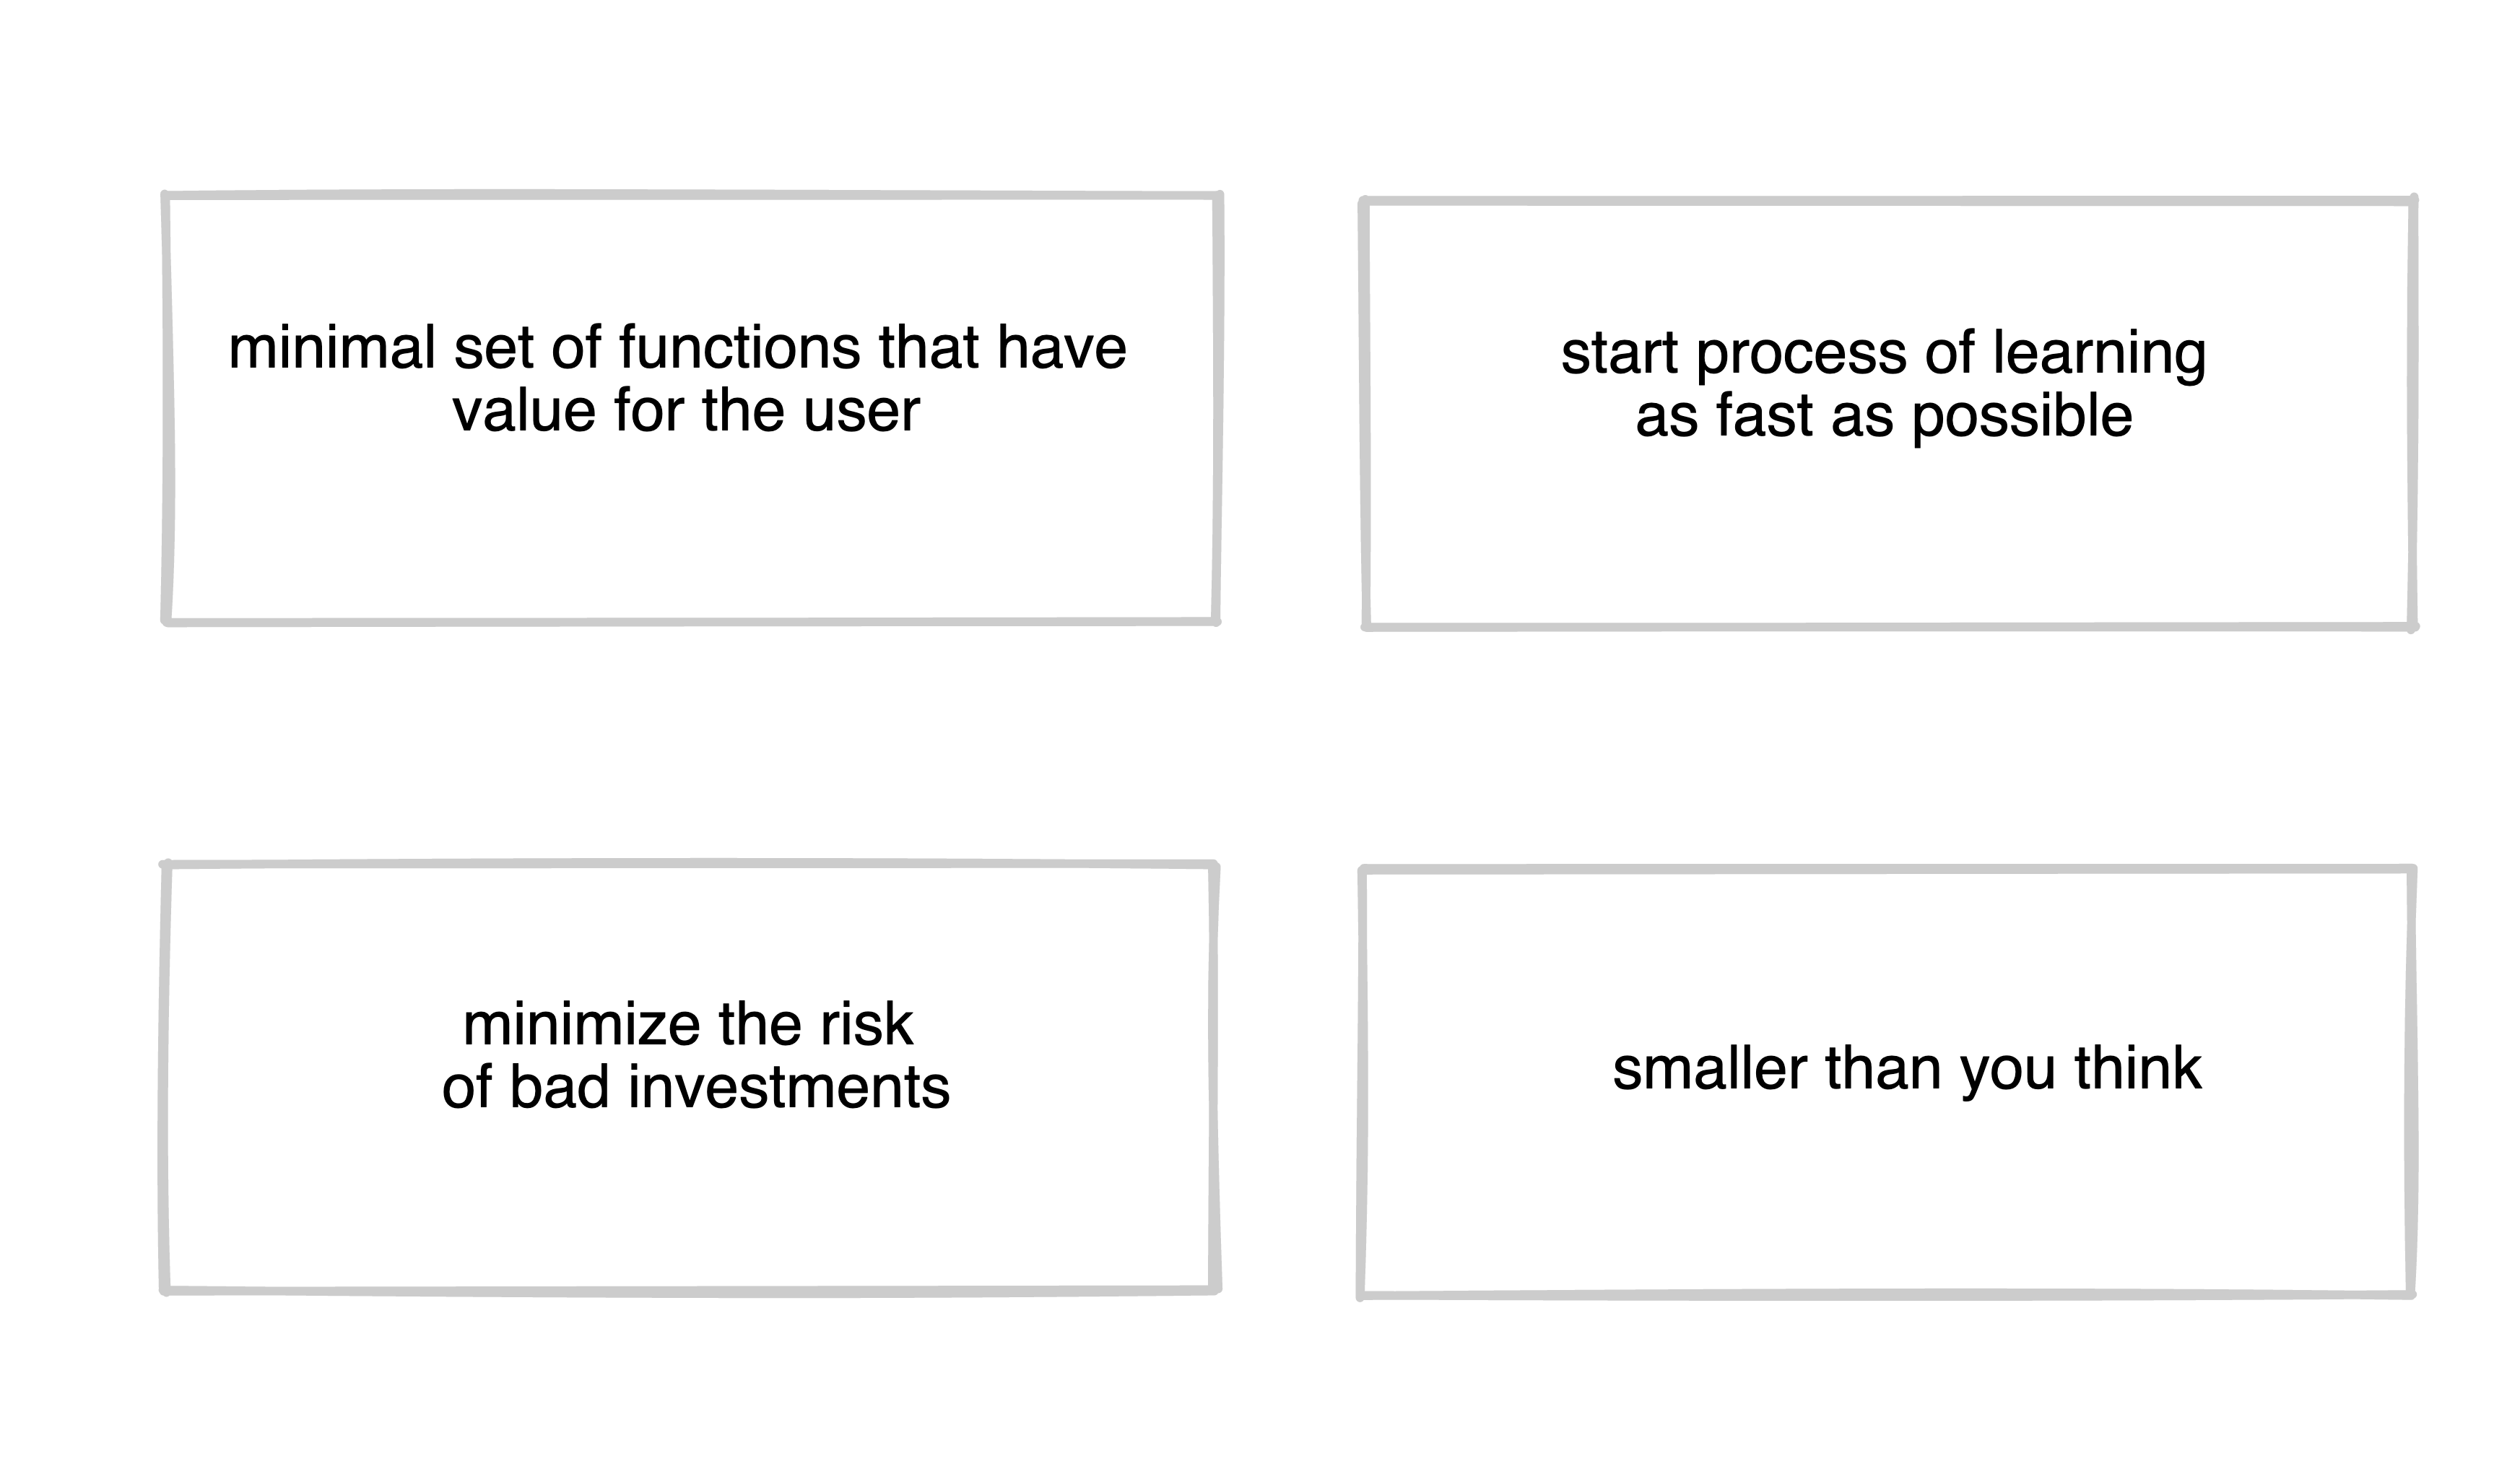 minimal set of functions that have
value for the user
start process of learning
as fast as possible
minimize the risk
of bad investments
smaller than you think